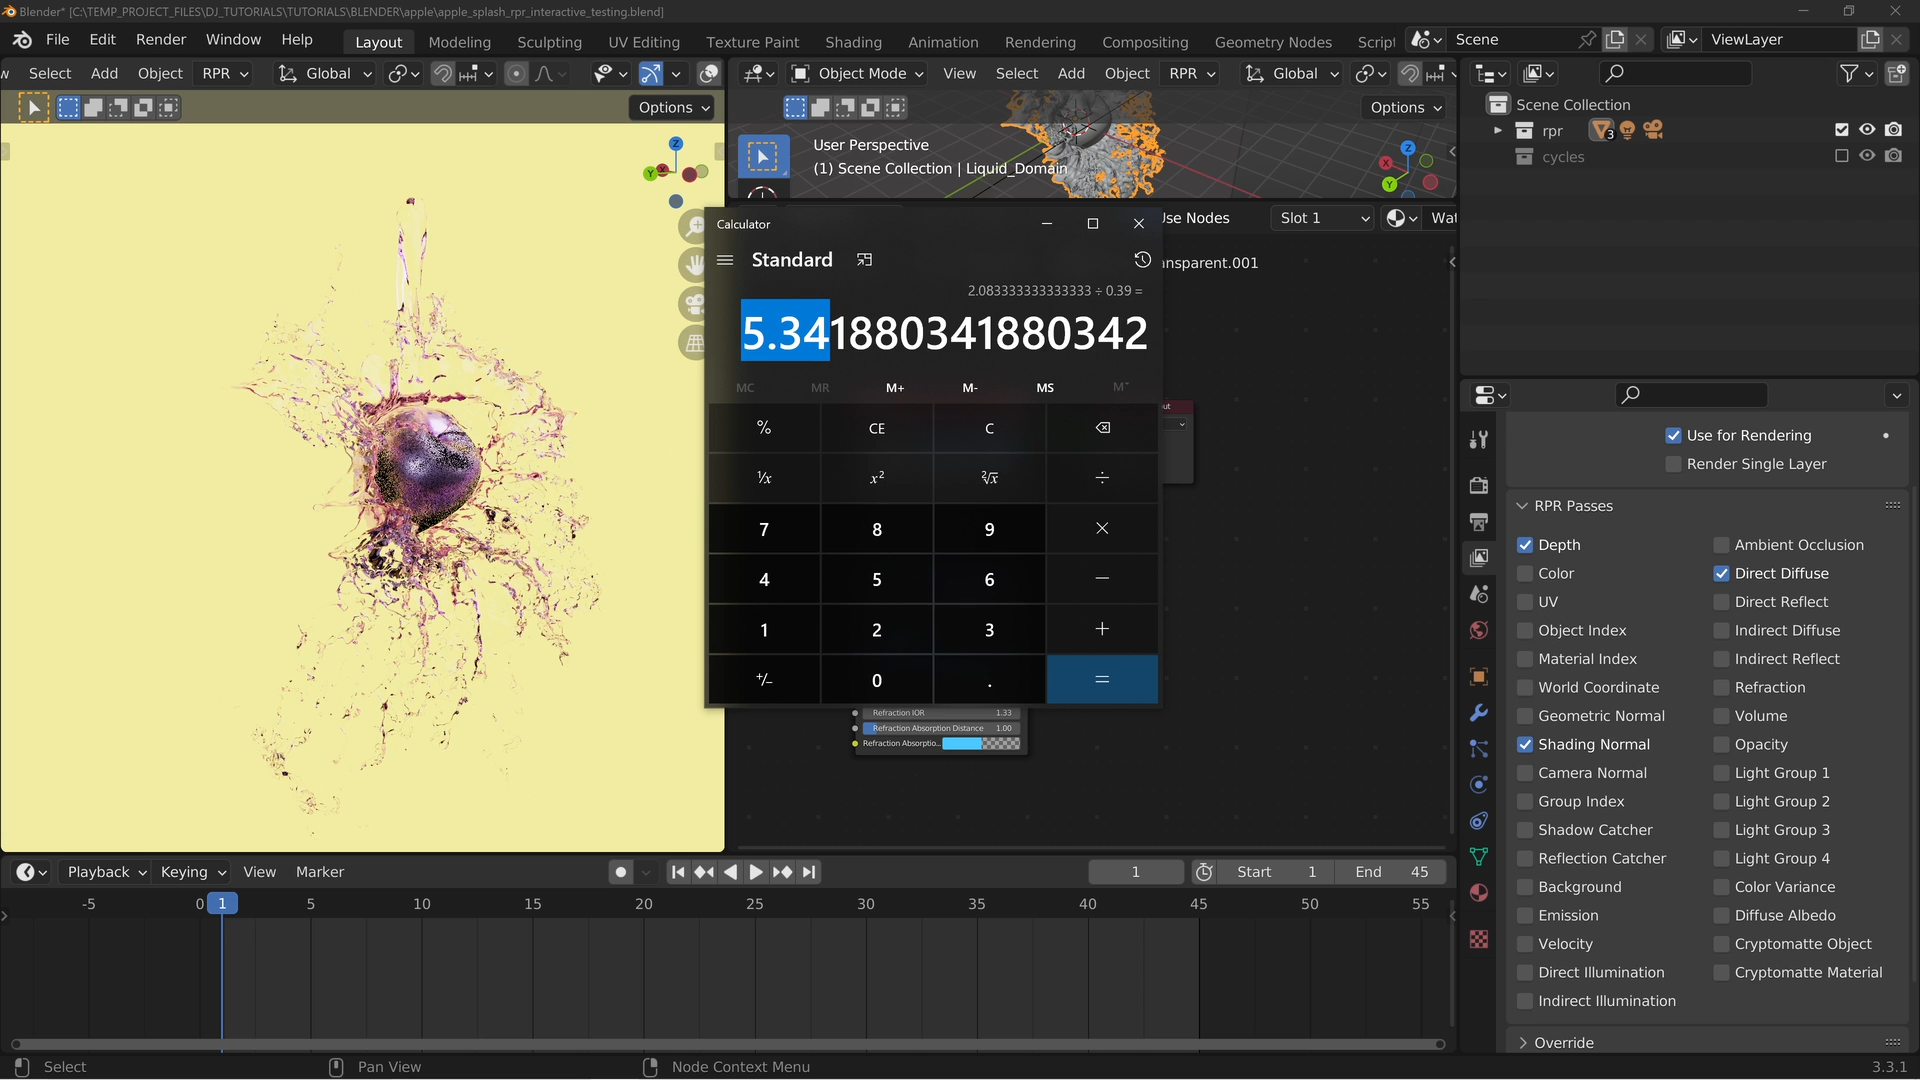 Blender* [C:\TEMP_PROJECT_FILES\DJ_TUTORIALS\TUTORIALS\BLENDER\apple\apple_splash_rpr_interactive_testing.blend]
File Edit Render Window Help Layout Modeling Sculpting UV Editing Texture Paint Shading Animation Rendering Compositing Geometry Nodes Script Scene ViewLayer
Select Add Object RPR Global Object Mode View Select Add Object RPR Global
Options Options
Scene Collection
rpr 3
cycles
User Perspective
(1) Scene Collection | Liquid_Domain
Z
X
Y
Z
X
Y
Use Nodes Slot 1 Wat
ansparent.001
Calculator
Standard
2.083333333333333 ÷ 0.39 =
5.341880341880342
MC MR M+ M- MS M˅
% CE C
¹/x x² ²√x ÷
7 8 9 ×
4 5 6 −
1 2 3 +
+/− 0 . =
ut
Refraction IOR 1.33
Refraction Absorption Distance 1.00
Refraction Absorptio...
Use for Rendering
Render Single Layer
RPR Passes
Depth Ambient Occlusion
Color Direct Diffuse
UV Direct Reflect
Object Index Indirect Diffuse
Material Index Indirect Reflect
World Coordinate Refraction
Geometric Normal Volume
Shading Normal Opacity
Camera Normal Light Group 1
Group Index Light Group 2
Shadow Catcher Light Group 3
Reflection Catcher Light Group 4
Background Color Variance
Emission Diffuse Albedo
Velocity Cryptomatte Object
Direct Illumination Cryptomatte Material
Indirect Illumination
Override
Playback Keying View Marker 1 Start 1 End 45
-5 0 1 5 10 15 20 25 30 35 40 45 50 55
Select Pan View Node Context Menu 3.3.1